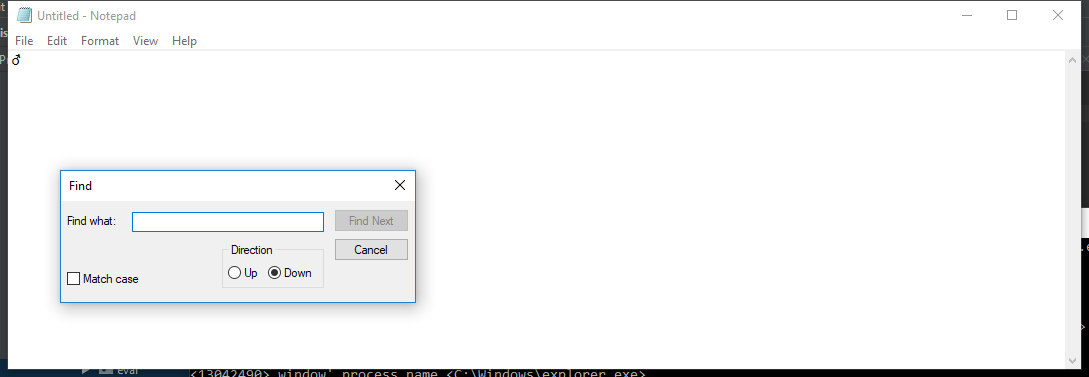 Untitled - Notepad
File Edit Format View Help
♂
Find
Find what:
Find Next
Cancel
Direction
Up Down
Match case
eval
<13042490> window' process name <C:\Windows\explorer.exe>